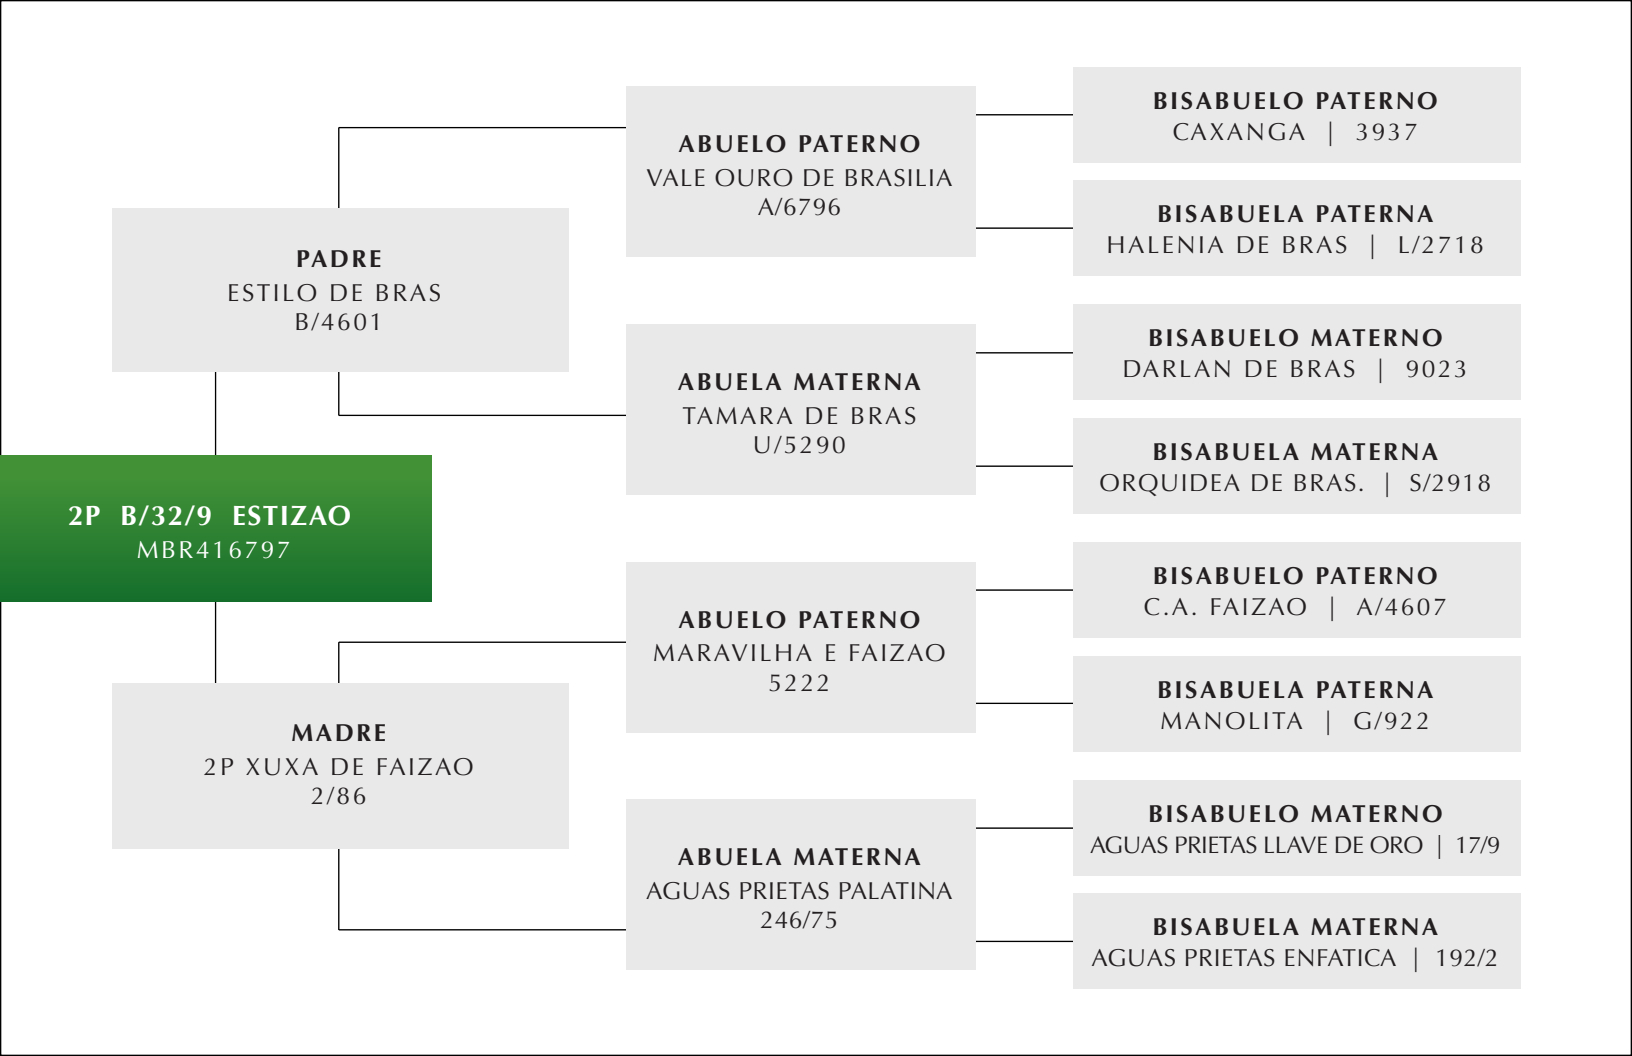 PADRE
ESTILO DE BRAS
B/4601
2P B/32/9 ESTIZAO
MBR416797
MADRE
2P XUXA DE FAIZAO
2/86
ABUELO PATERNO
VALE OURO DE BRASILIA
A/6796
ABUELA MATERNA
TAMARA DE BRAS
U/5290
ABUELO PATERNO
MARAVILHA E FAIZAO
5222
ABUELA MATERNA
AGUAS PRIETAS PALATINA
246/75
BISABUELO PATERNO
CAXANGA | 3937
BISABUELA PATERNA
HALENIA DE BRAS | L/2718
BISABUELO MATERNO
DARLAN DE BRAS | 9023
BISABUELA MATERNA
ORQUIDEA DE BRAS. | S/2918
BISABUELO PATERNO
C.A. FAIZAO | A/4607
BISABUELA PATERNA
MANOLITA | G/922
BISABUELO MATERNO
AGUAS PRIETAS LLAVE DE ORO | 17/9
BISABUELA MATERNA
AGUAS PRIETAS ENFATICA | 192/2